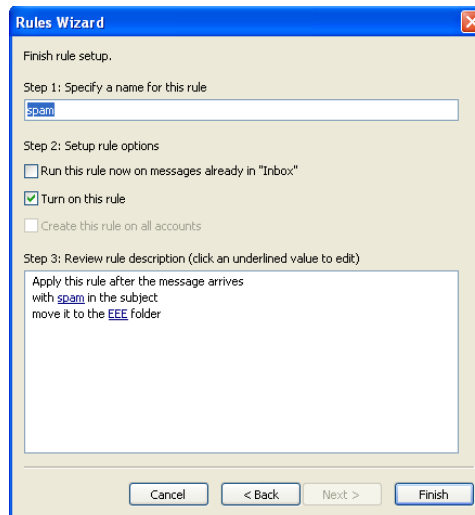 Rules Wizard
Finish rule setup.
Step 1: Specify a name for this rule
spam
Step 2: Setup rule options
Run this rule now on messages already in "Inbox"
Turn on this rule
Create this rule on all accounts
Step 3: Review rule description (click an underlined value to edit)
Apply this rule after the message arrives
with spam in the subject
move it to the EEE folder
Cancel
< Back
Next >
Finish